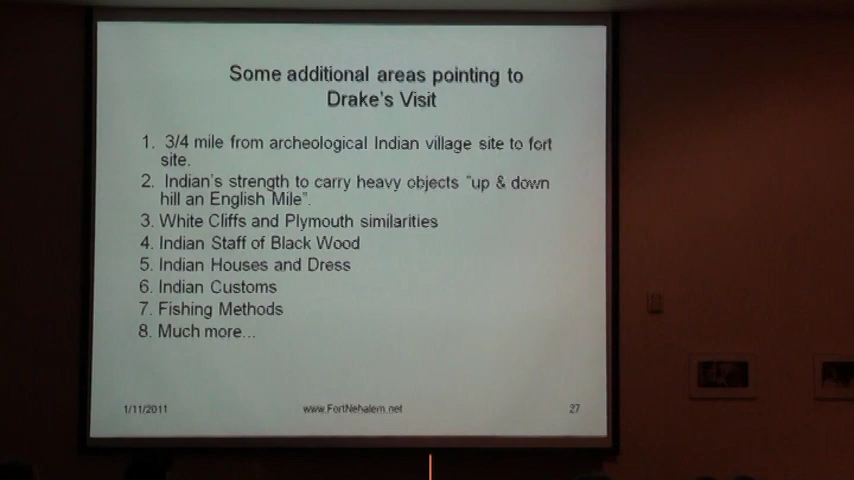 Some additional areas pointing to
Drake's Visit
1. 3/4 mile from archeological Indian village site to fort
site.
2. Indian's strength to carry heavy objects "up & down
hill an English Mile".
3. White Cliffs and Plymouth similarities
4. Indian Staff of Black Wood
5. Indian Houses and Dress
6. Indian Customs
7. Fishing Methods
8. Much more...
1/11/2011
www.FortNehalem.net
27